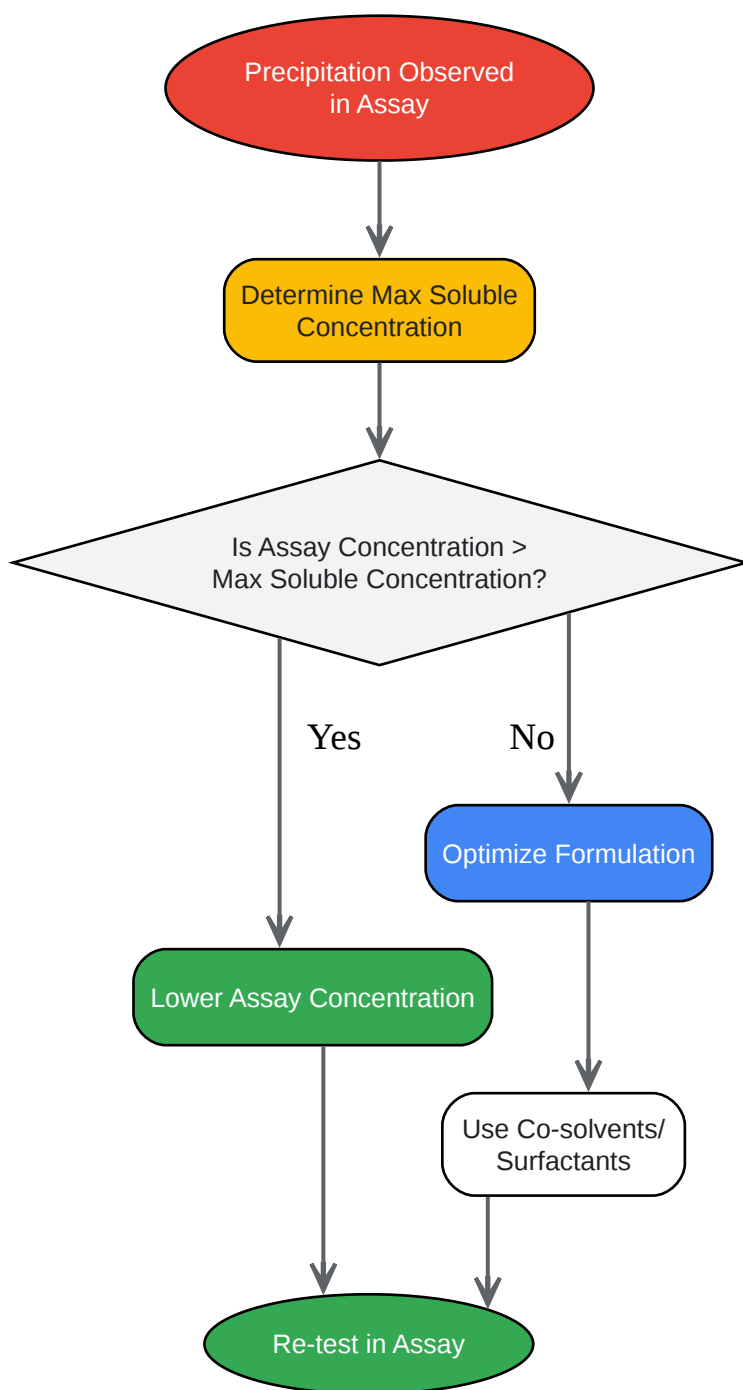 Precipitation Observed
in Assay
Determine Max Soluble
Concentration
Is Assay Concentration >
Max Soluble Concentration?
Yes
No
Optimize Formulation
Lower Assay Concentration
Use Co-solvents/
Surfactants
Re-test in Assay